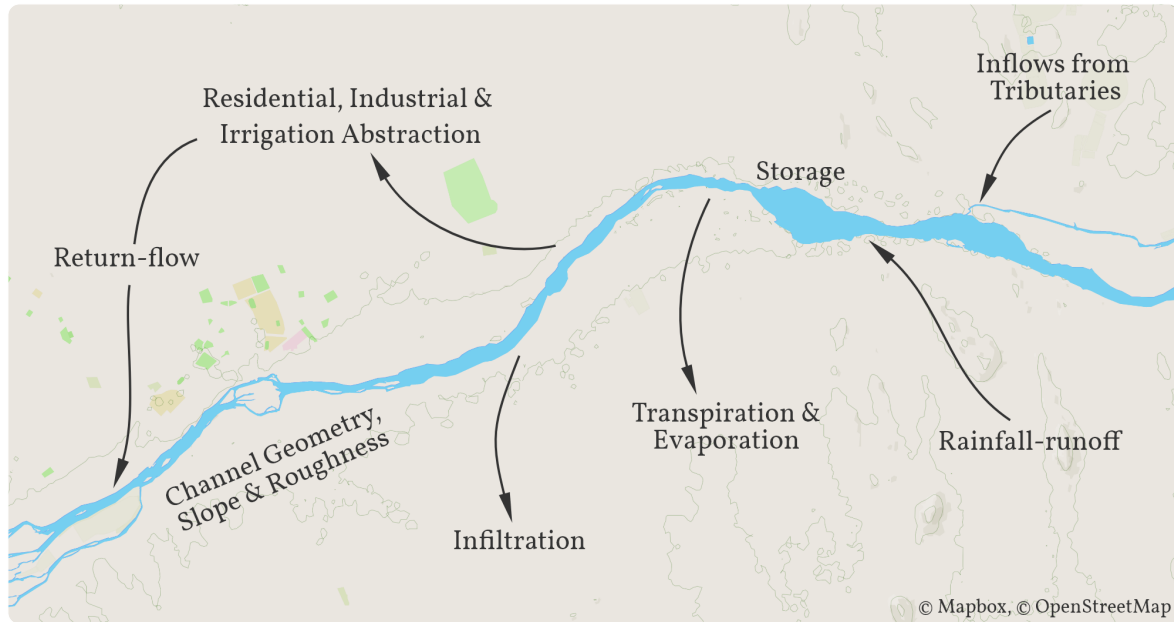 Inflows from
Tributaries
Residential, Industrial &
Irrigation Abstraction
Storage
Return-flow
Channel Geometry,
Slope & Roughness
Transpiration &
Evaporation
Rainfall-runoff
Infiltration
© Mapbox, © OpenStreetMap